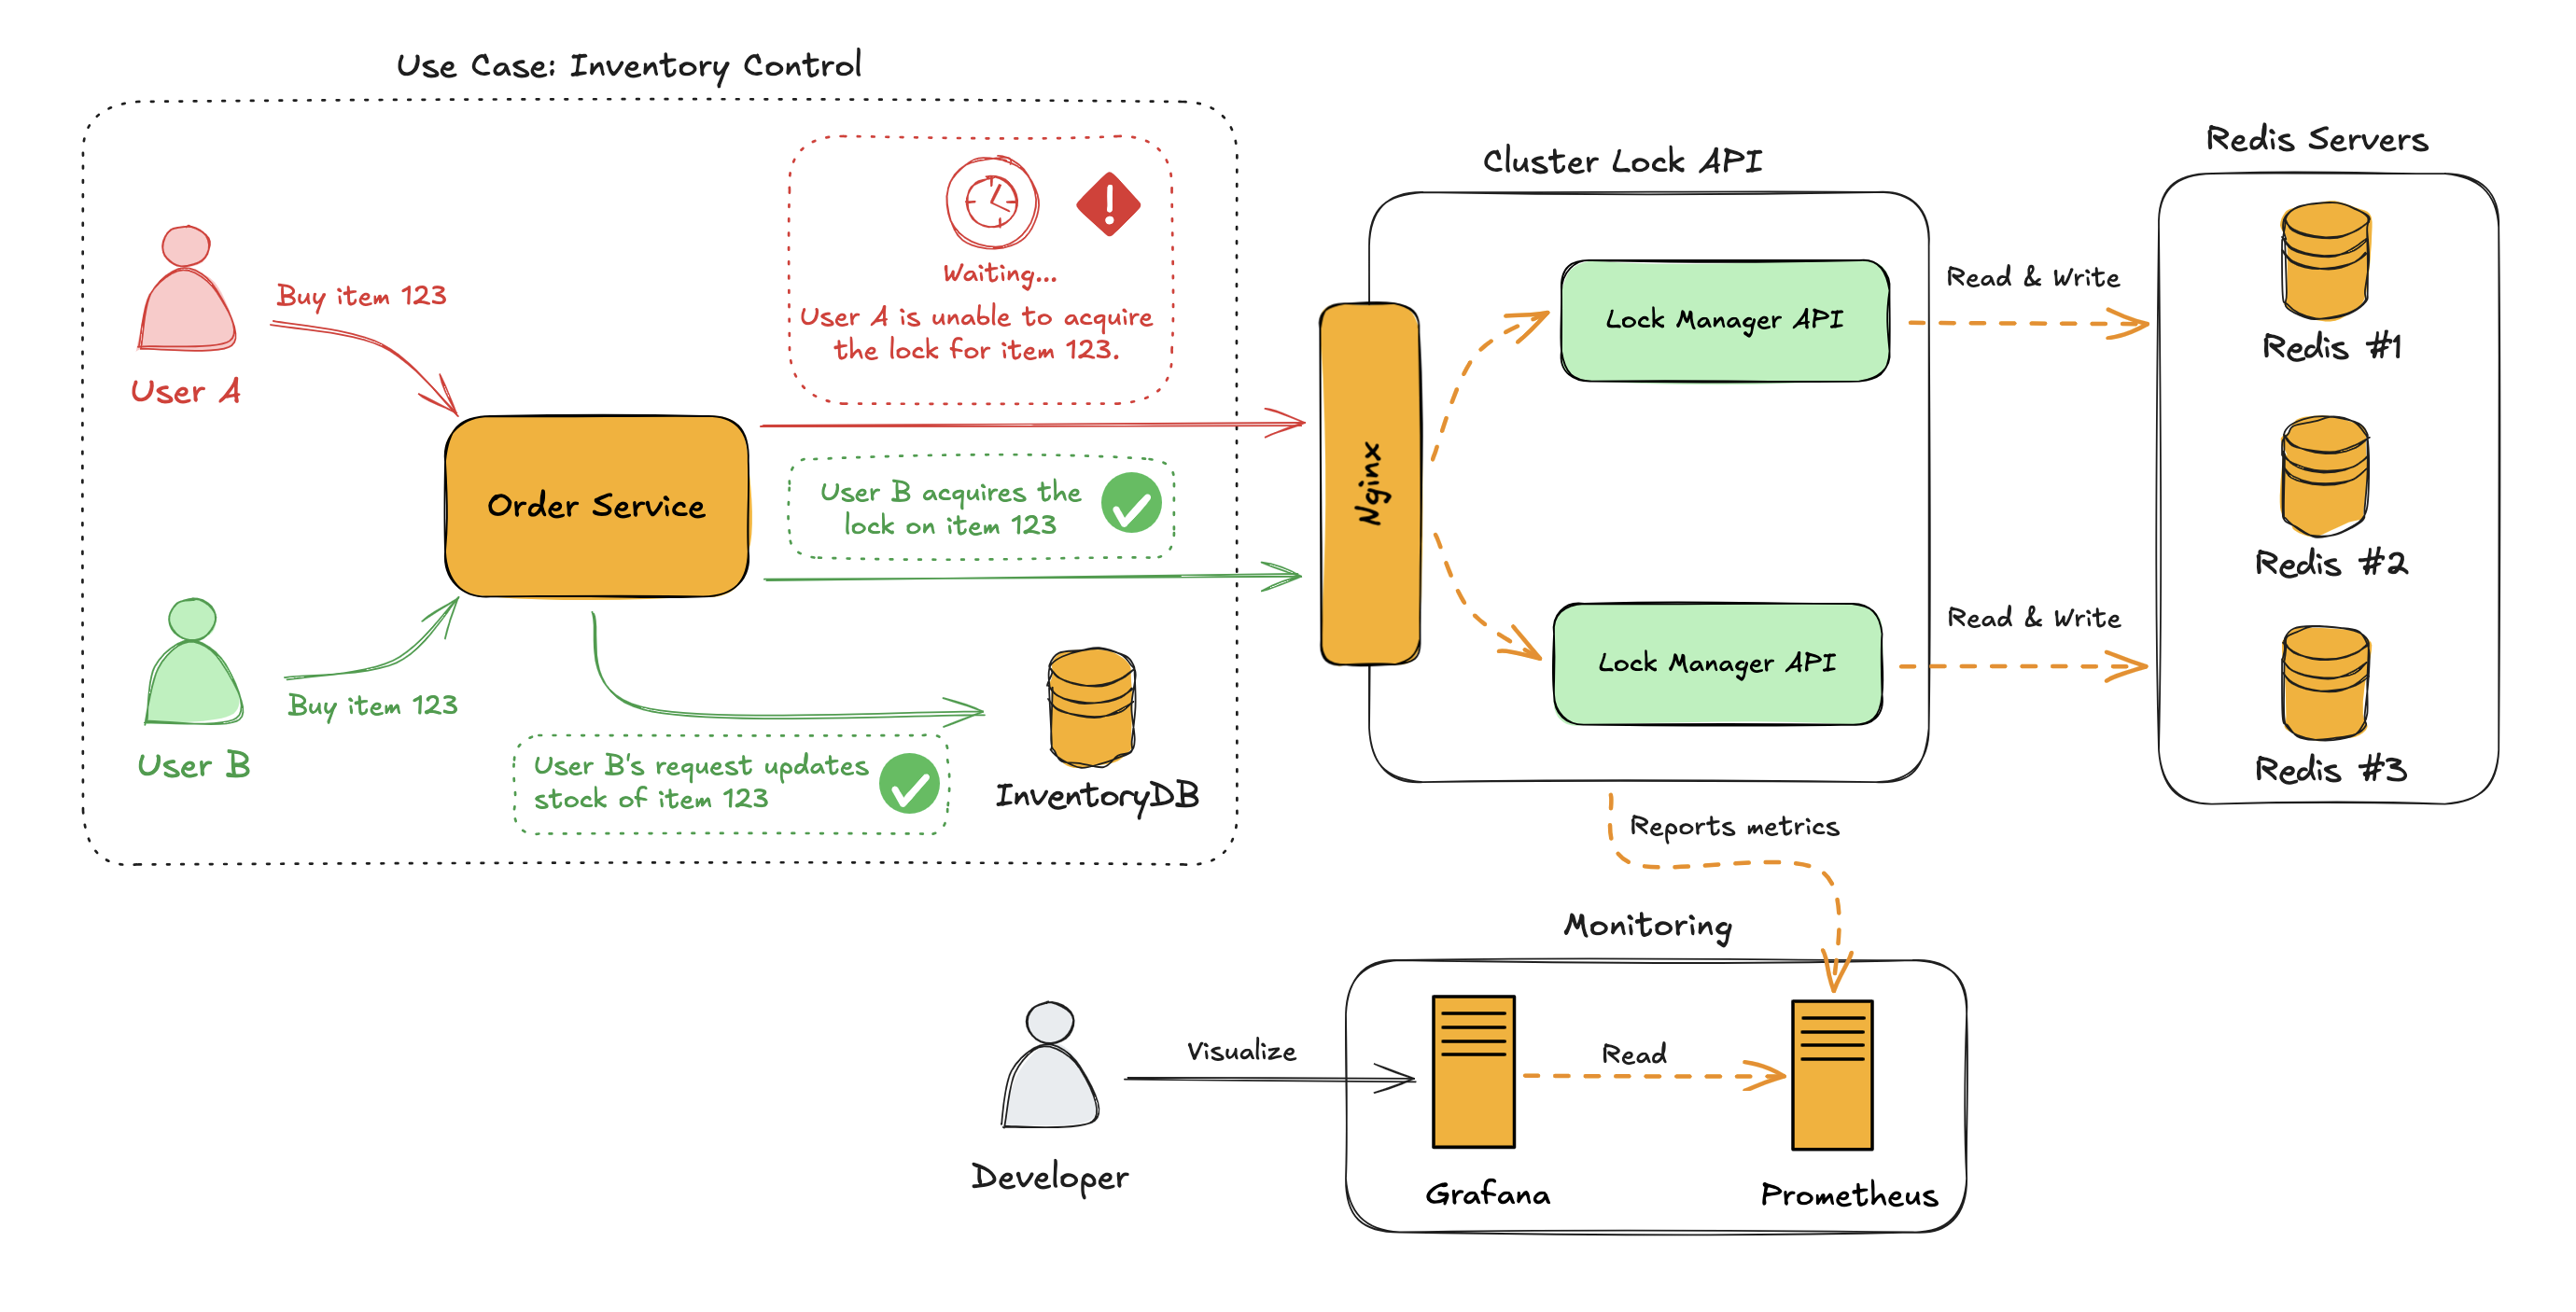 Use Case: Inventory Control
Buy item 123
User A
Waiting...
User A is unable to acquire
the lock for item 123.
Order Service
User B acquires the
lock on item 123
Buy item 123
User B
User B's request updates
stock of item 123
InventoryDB
Cluster Lock API
Nginx
Lock Manager API
Lock Manager API
Read & Write
Read & Write
Redis Servers
Redis #1
Redis #2
Redis #3
Reports metrics
Monitoring
Developer
Visualize
Grafana
Read
Prometheus